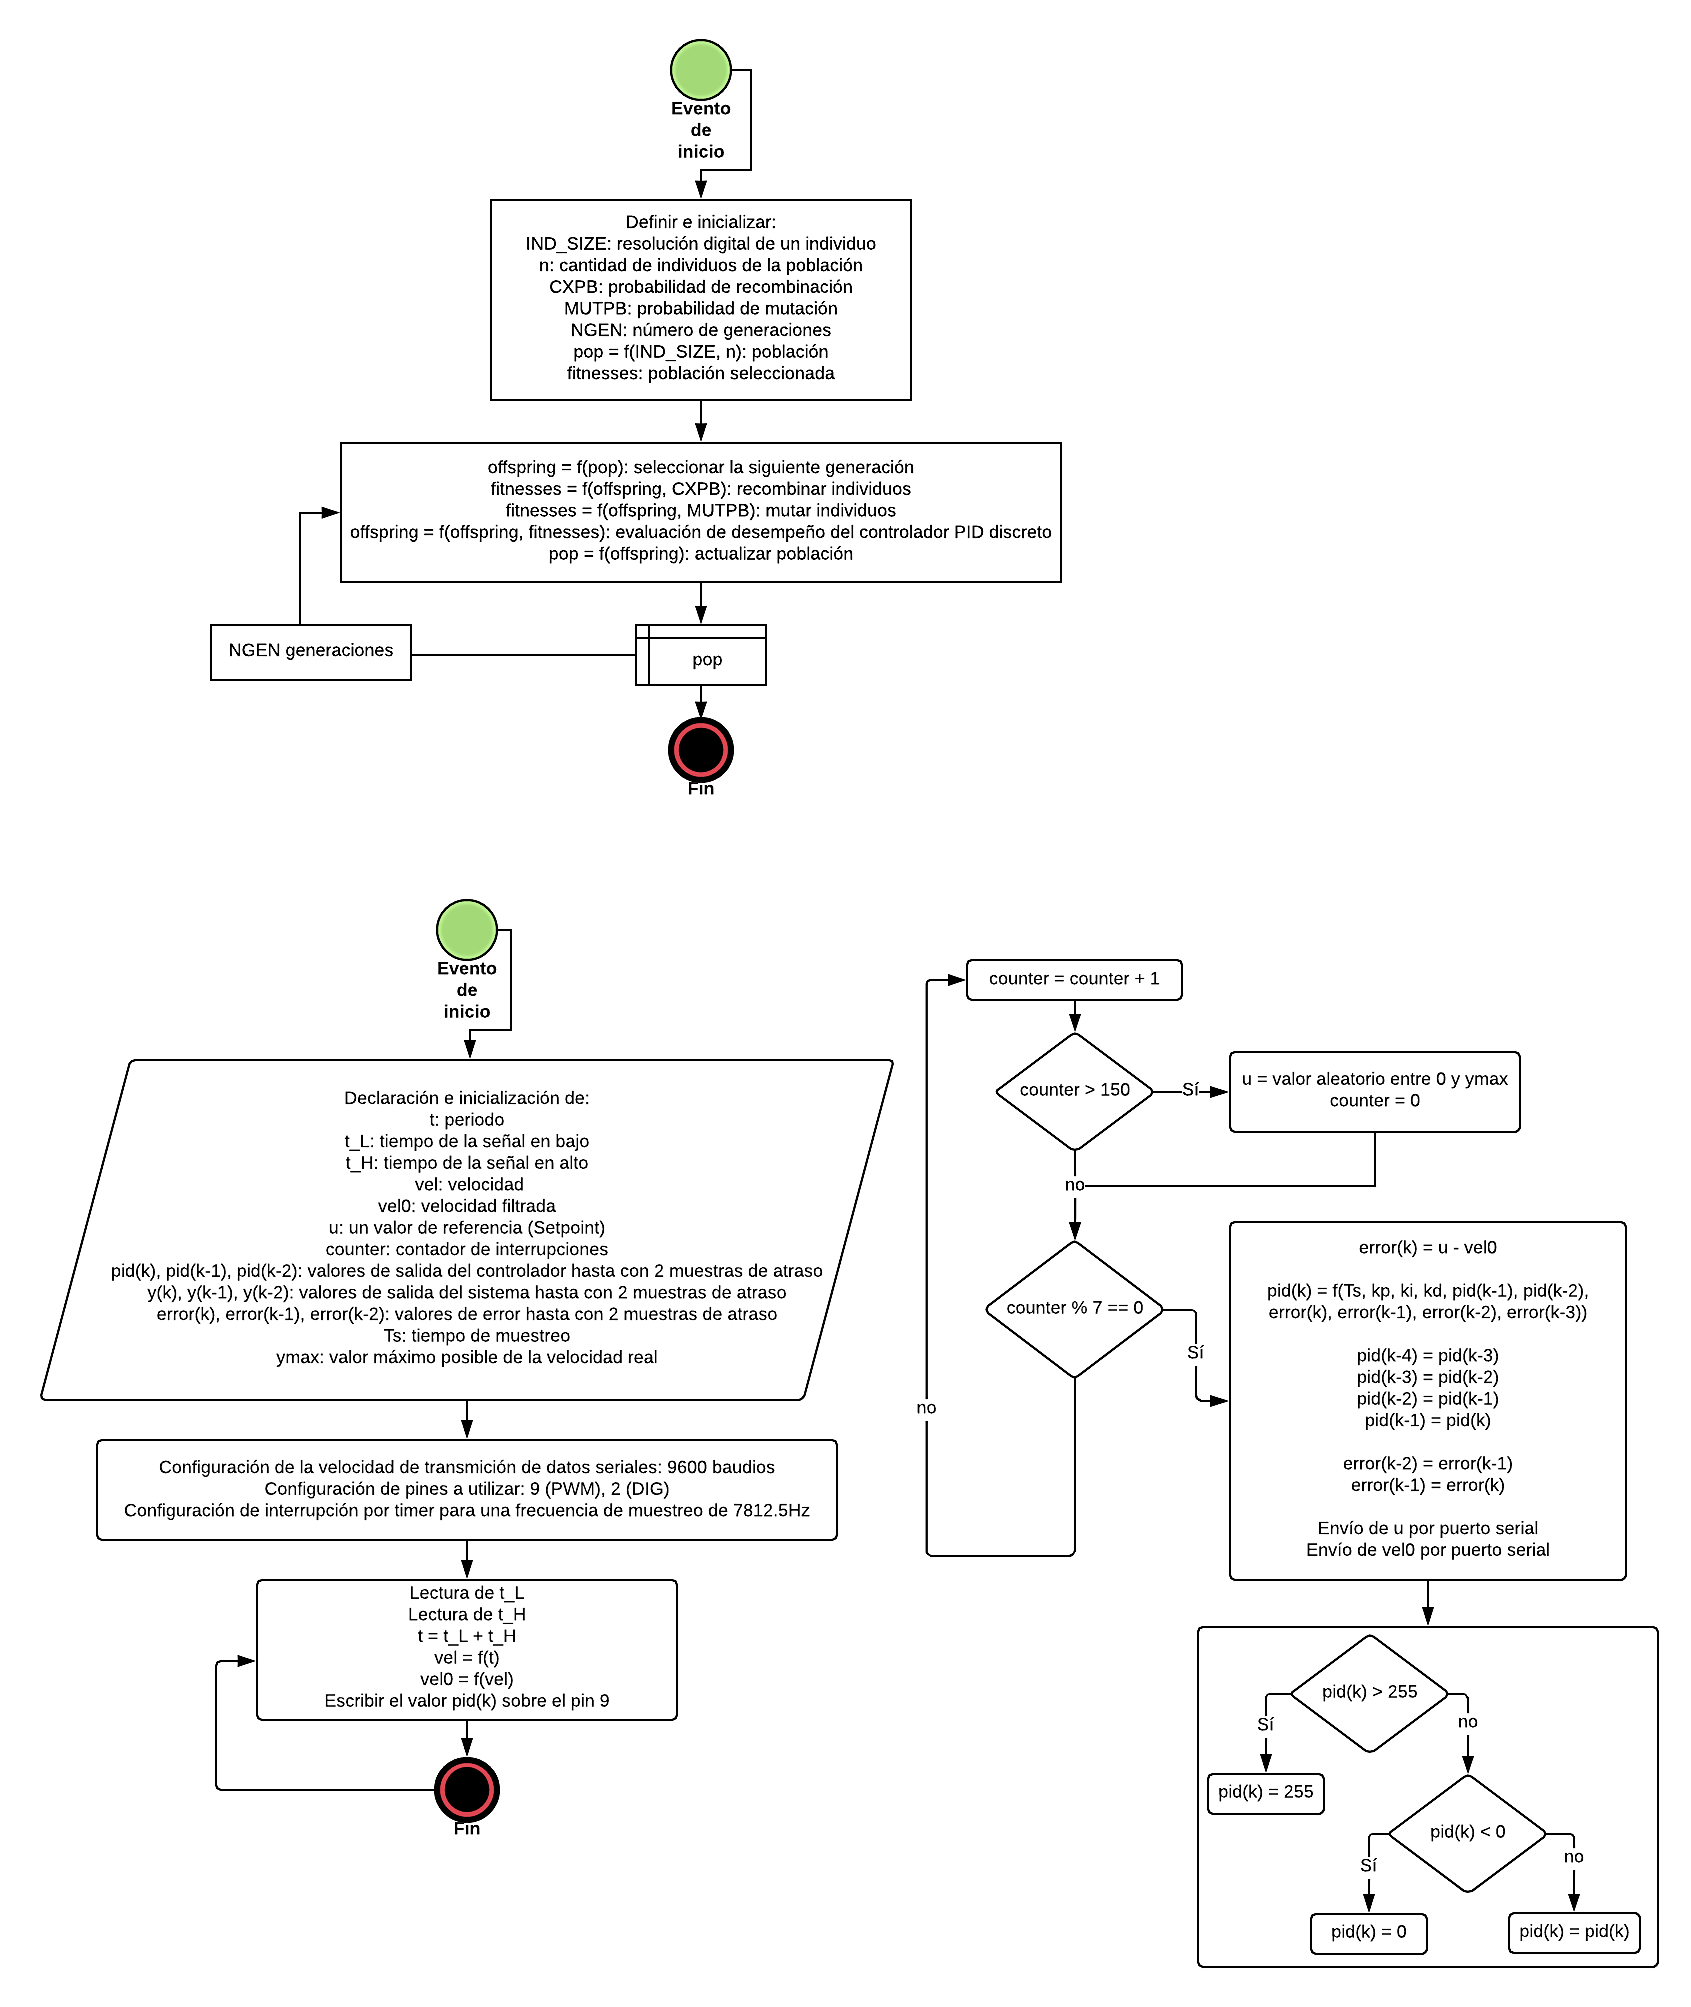 Evento
de
inicio
Definir e inicializar:
IND_SIZE: resolución digital de un individuo
n: cantidad de individuos de la población
CXPB: probabilidad de recombinación
MUTPB: probabilidad de mutación
NGEN: número de generaciones
pop = f(IND_SIZE, n): población
fitnesses: población seleccionada
offspring = f(pop): seleccionar la siguiente generación
fitnesses = f(offspring, CXPB): recombinar individuos
fitnesses = f(offspring, MUTPB): mutar individuos
offspring = f(offspring, fitnesses): evaluación de desempeño del controlador PID discreto
pop = f(offspring): actualizar población
NGEN generaciones
pop
Fin
Evento
de
inicio
Declaración e inicialización de:
t: periodo
t_L: tiempo de la señal en bajo
t_H: tiempo de la señal en alto
vel: velocidad
vel0: velocidad filtrada
u: un valor de referencia (Setpoint)
counter: contador de interrupciones
pid(k), pid(k-1), pid(k-2): valores de salida del controlador hasta con 2 muestras de atraso
y(k), y(k-1), y(k-2): valores de salida del sistema hasta con 2 muestras de atraso
error(k), error(k-1), error(k-2): valores de error hasta con 2 muestras de atraso
Ts: tiempo de muestreo
ymax: valor máximo posible de la velocidad real
Configuración de la velocidad de transmición de datos seriales: 9600 baudios
Configuración de pines a utilizar: 9 (PWM), 2 (DIG)
Configuración de interrupción por timer para una frecuencia de muestreo de 7812.5Hz
Lectura de t_L
Lectura de t_H
t = t_L + t_H
vel = f(t)
vel0 = f(vel)
Escribir el valor pid(k) sobre el pin 9
Fin
counter = counter + 1
counter > 150
Sí
u = valor aleatorio entre 0 y ymax
counter = 0
no
counter % 7 == 0
Sí
no
error(k) = u - vel0
pid(k) = f(Ts, kp, ki, kd, pid(k-1), pid(k-2),
error(k), error(k-1), error(k-2), error(k-3))
pid(k-4) = pid(k-3)
pid(k-3) = pid(k-2)
pid(k-2) = pid(k-1)
pid(k-1) = pid(k)
error(k-2) = error(k-1)
error(k-1) = error(k)
Envío de u por puerto serial
Envío de vel0 por puerto serial
pid(k) > 255
Sí
no
pid(k) = 255
pid(k) < 0
Sí
no
pid(k) = 0
pid(k) = pid(k)